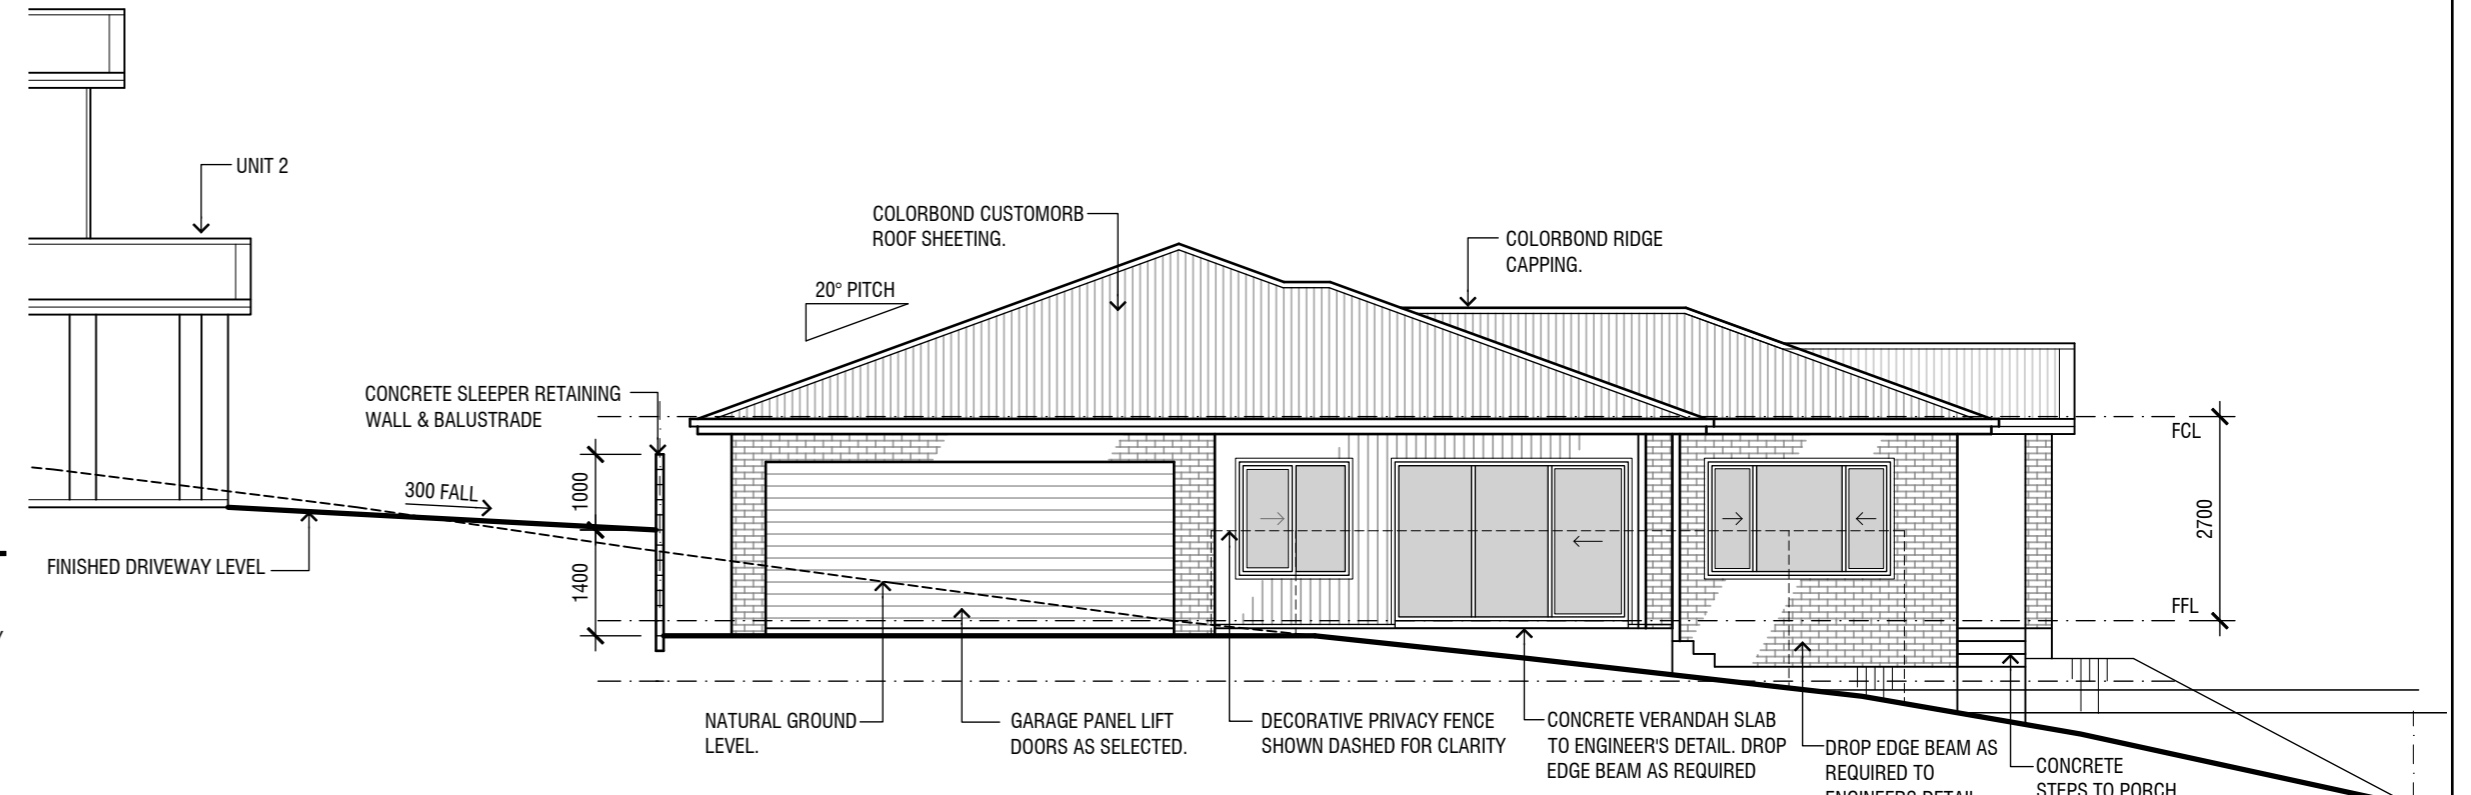 UNIT 2
COLORBOND CUSTOMORB
ROOF SHEETING.
COLORBOND RIDGE
CAPPING.
20° PITCH
CONCRETE SLEEPER RETAINING
WALL & BALUSTRADE
FCL
1000
300 FALL
2700
FINISHED DRIVEWAY LEVEL
1400
FFL
NATURAL GROUND
LEVEL.
GARAGE PANEL LIFT
DOORS AS SELECTED.
DECORATIVE PRIVACY FENCE
SHOWN DASHED FOR CLARITY
CONCRETE VERANDAH SLAB
TO ENGINEER'S DETAIL. DROP
EDGE BEAM AS REQUIRED
DROP EDGE BEAM AS
REQUIRED TO
CONCRETE
STEPS TO PORCH